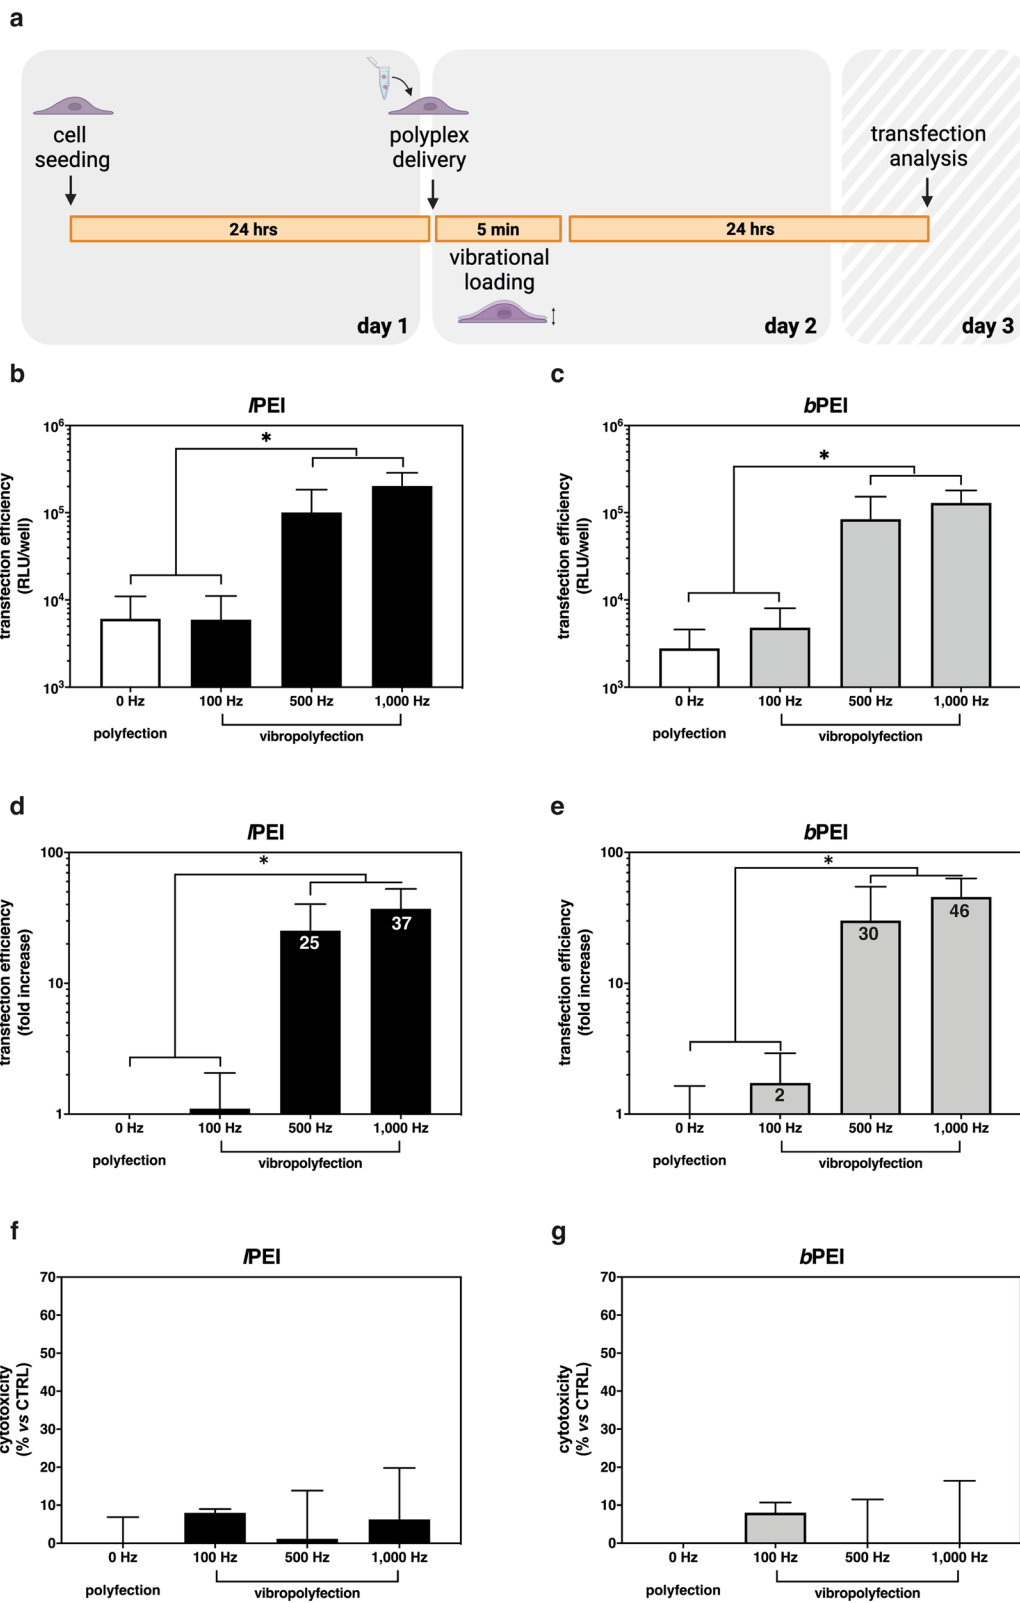 a
cell
seeding
polyplex
delivery
transfection
analysis
24 hrs
5 min
24 hrs
vibrational
loading
day 1
day 2
day 3
b
lPEI
transfection efficiency
(RLU/well)
10⁶
10⁵
10⁴
10³
*
0 Hz
100 Hz
500 Hz
1,000 Hz
polyfection
vibropolyfection
c
bPEI
transfection efficiency
(RLU/well)
10⁶
10⁵
10⁴
10³
*
0 Hz
100 Hz
500 Hz
1,000 Hz
polyfection
vibropolyfection
d
lPEI
transfection efficiency
(fold increase)
100
10
1
*
25
37
0 Hz
100 Hz
500 Hz
1,000 Hz
polyfection
vibropolyfection
e
bPEI
transfection efficiency
(fold increase)
100
10
1
*
2
30
46
0 Hz
100 Hz
500 Hz
1,000 Hz
polyfection
vibropolyfection
f
lPEI
cytotoxicity
(% vs CTRL)
70
60
50
40
30
20
10
0
0 Hz
100 Hz
500 Hz
1,000 Hz
polyfection
vibropolyfection
g
bPEI
cytotoxicity
(% vs CTRL)
70
60
50
40
30
20
10
0
0 Hz
100 Hz
500 Hz
1,000 Hz
polyfection
vibropolyfection